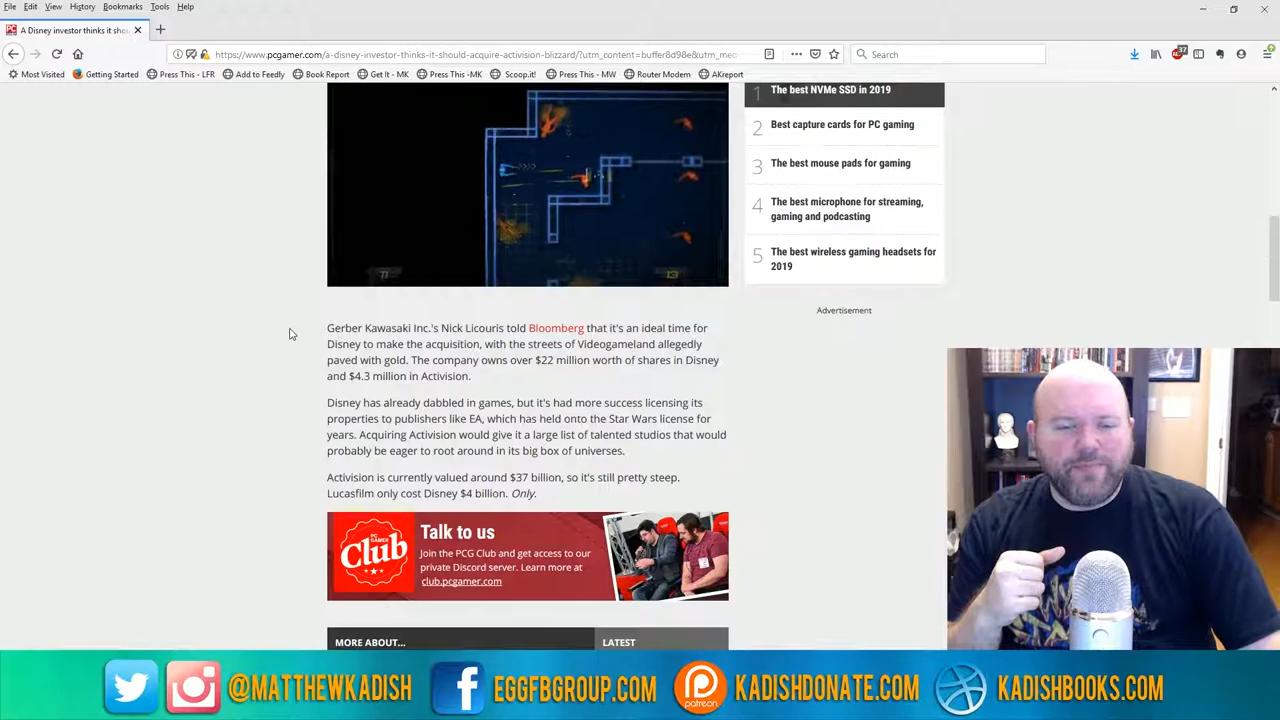 File Edit View History Bookmarks Tools Help
A Disney investor thinks it shou
https://www.pcgamer.com/a-disney-investor-thinks-it-should-acquire-activision-blizzard/?utm_content=buffer8d98e&utm_me
Search
37
Most Visited Getting Started Press This - LFR Add to Feedly Book Report Get It - MK Press This -MK Scoop.it! Press This - MW Router Modem AKreport
1 The best NVMe SSD in 2019
2 Best capture cards for PC gaming
3 The best mouse pads for gaming
4 The best microphone for streaming,
gaming and podcasting
5 The best wireless gaming headsets for
2019
Advertisement
13
Gerber Kawasaki Inc.'s Nick Licouris told Bloomberg that it's an ideal time for
Disney to make the acquisition, with the streets of Videogameland allegedly
paved with gold. The company owns over $22 million worth of shares in Disney
and $4.3 million in Activision.
Disney has already dabbled in games, but it's had more success licensing its
properties to publishers like EA, which has held onto the Star Wars license for
years. Acquiring Activision would give it a large list of talented studios that would
probably be eager to root around in its big box of universes.
Activision is currently valued around $37 billion, so it's still pretty steep.
Lucasfilm only cost Disney $4 billion. Only.
PC GAMER
Club
Talk to us
Join the PCG Club and get access to our
private Discord server. Learn more at
club.pcgamer.com
MORE ABOUT... LATEST
@MATTHEWKADISH EGGFBGROUP.COM patreon KADISHDONATE.COM KADISHBOOKS.COM